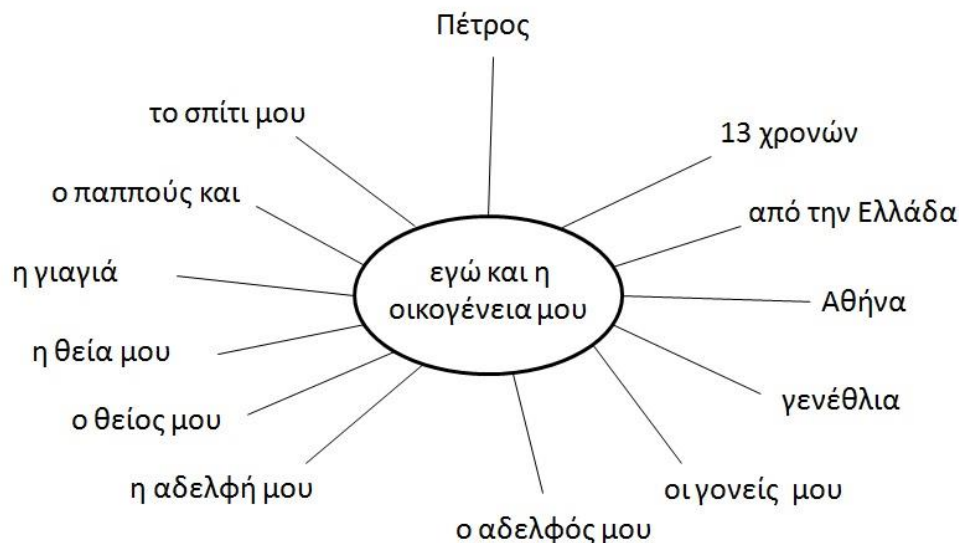 Πέτρος
το σπίτι μου
13 χρονών
ο παππούς και
από την Ελλάδα
η γιαγιά
εγώ και η
οικογένεια μου
Αθήνα
η θεία μου
γενέθλια
ο θείος μου
η αδελφή μου
οι γονείς μου
ο αδελφός μου